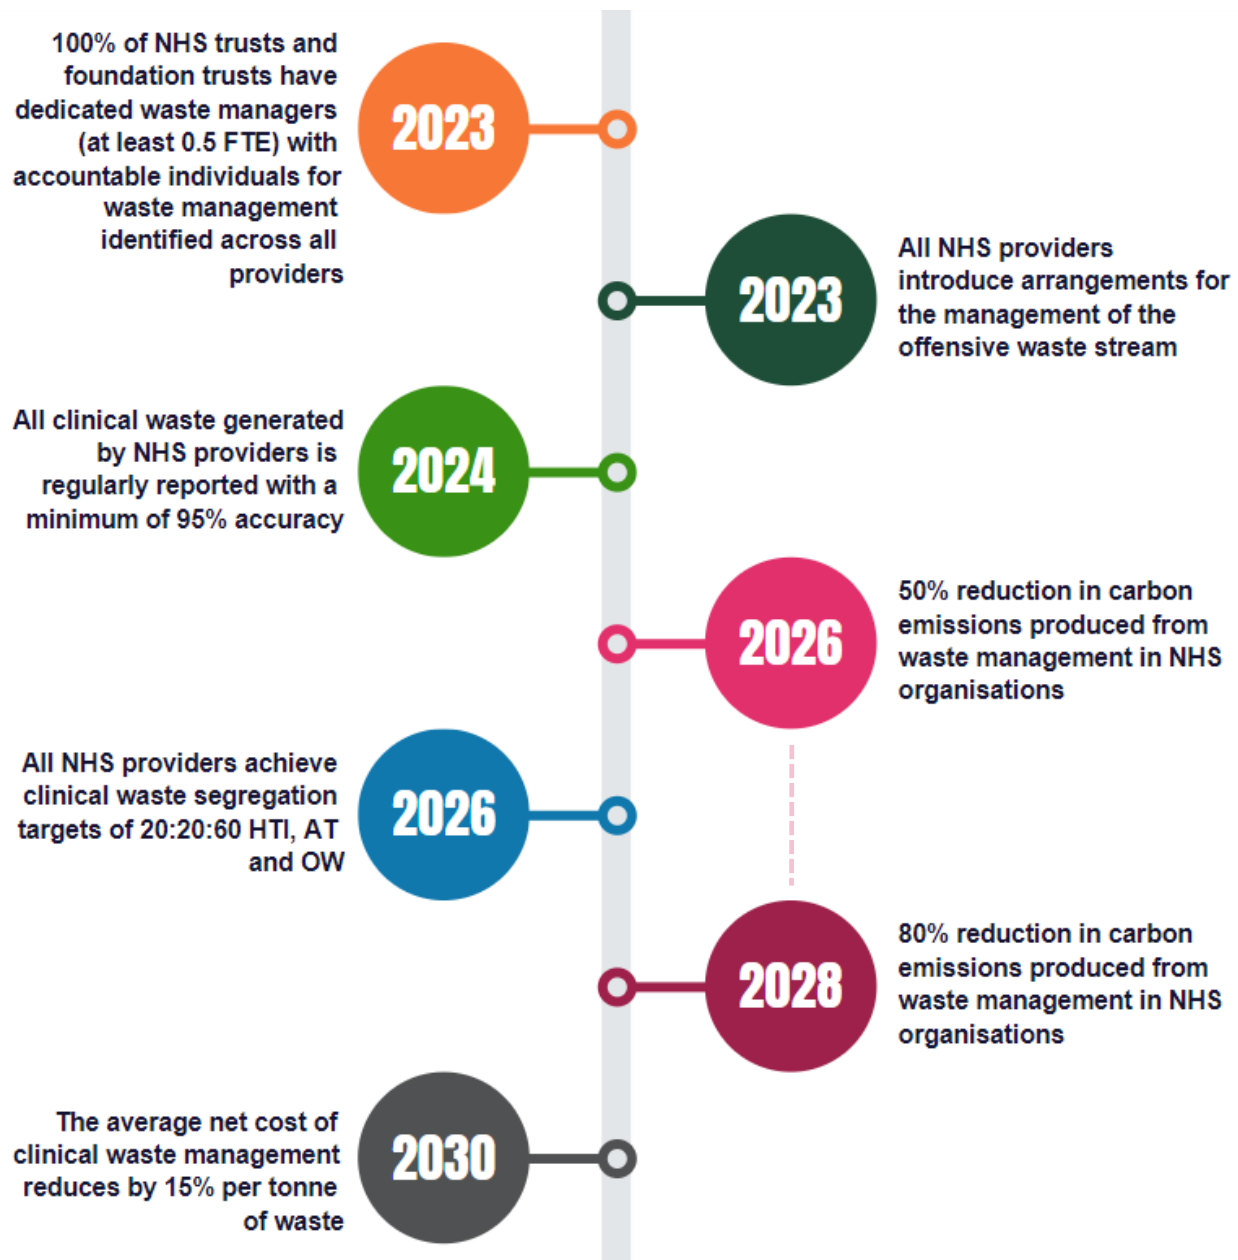 100% of NHS trusts and
foundation trusts have
dedicated waste managers
(at least 0.5 FTE) with
accountable individuals for
waste management
identified across all
providers
2023
2023
All NHS providers
introduce arrangements for
the management of the
offensive waste stream
All clinical waste generated
by NHS providers is
regularly reported with a
minimum of 95% accuracy
2024
2026
50% reduction in carbon
emissions produced from
waste management in NHS
organisations
All NHS providers achieve
clinical waste segregation
targets of 20:20:60 HTI, AT
and OW
2026
2028
80% reduction in carbon
emissions produced from
waste management in NHS
organisations
The average net cost of
clinical waste management
reduces by 15% per tonne
of waste
2030